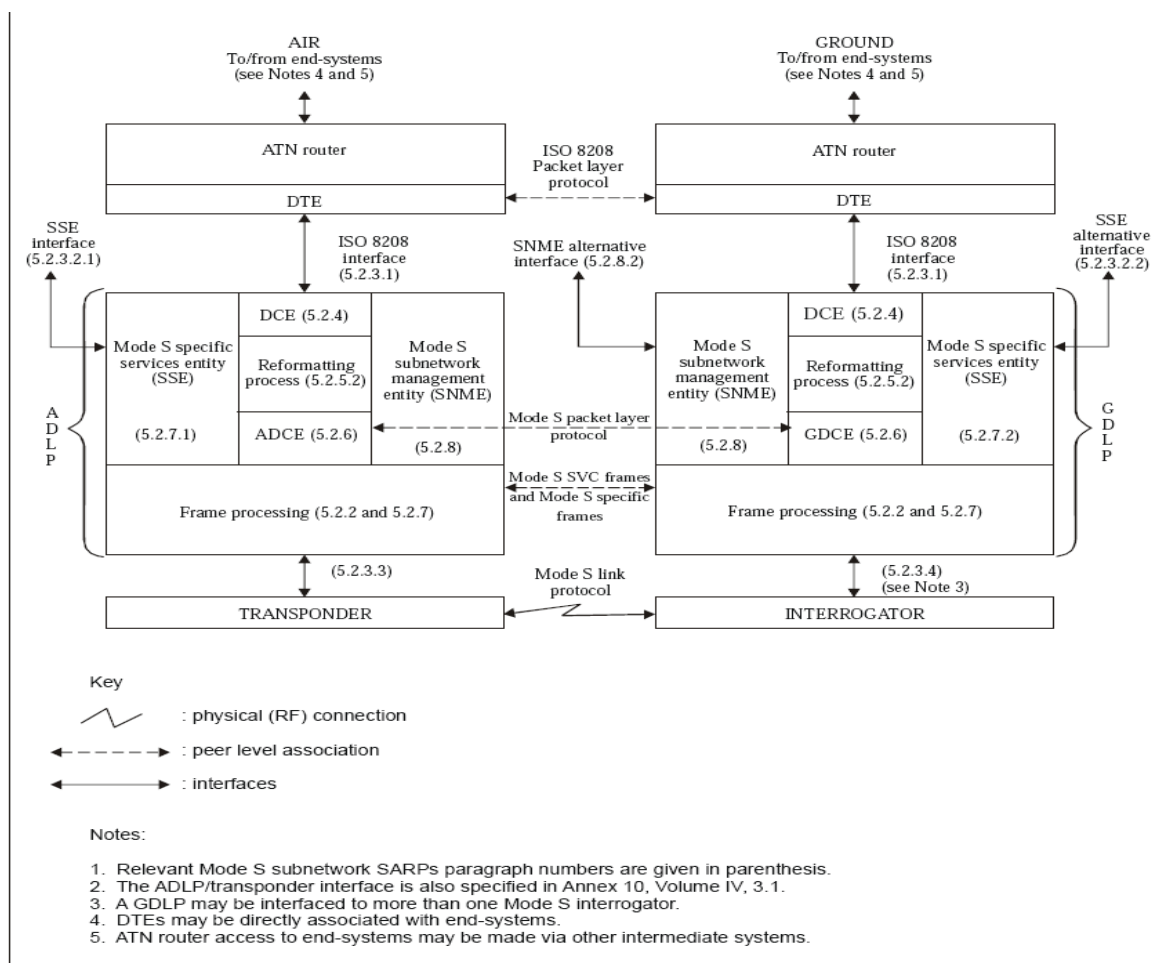 AIR
To/from end-systems
(see Notes 4 and 5)
GROUND
To/from end-systems
(see Notes 4 and 5)
ATN router
DTE
ISO 8208
Packet layer
protocol
ATN router
DTE
SSE
interface
(5.2.3.2.1)
ISO 8208
interface
(5.2.3.1)
SNME alternative
interface (5.2.8.2)
ISO 8208
interface
(5.2.3.1)
SSE
alternative
interface
(5.2.3.2.2)
ADLP
Mode S specific
services entity
(SSE)
(5.2.7.1)
DCE (5.2.4)
Reformatting
process (5.2.5.2)
ADCE (5.2.6)
Mode S
subnetwork
management
entity (SNME)
(5.2.8)
Mode S packet layer
protocol
Mode S
subnetwork
management
entity (SNME)
(5.2.8)
DCE (5.2.4)
Reformatting
process (5.2.5.2)
GDCE (5.2.6)
Mode S specific
services entity
(SSE)
(5.2.7.2)
GDLP
Frame processing (5.2.2 and 5.2.7)
Mode S SVC frames
and Mode S specific
frames
Frame processing (5.2.2 and 5.2.7)
(5.2.3.3)
Mode S link
protocol
(5.2.3.4)
(see Note 3)
TRANSPONDER
INTERROGATOR
Key
: physical (RF) connection
: peer level association
: interfaces
Notes:
1. Relevant Mode S subnetwork SARPs paragraph numbers are given in parenthesis.
2. The ADLP/transponder interface is also specified in Annex 10, Volume IV, 3.1.
3. A GDLP may be interfaced to more than one Mode S interrogator.
4. DTEs may be directly associated with end-systems.
5. ATN router access to end-systems may be made via other intermediate systems.